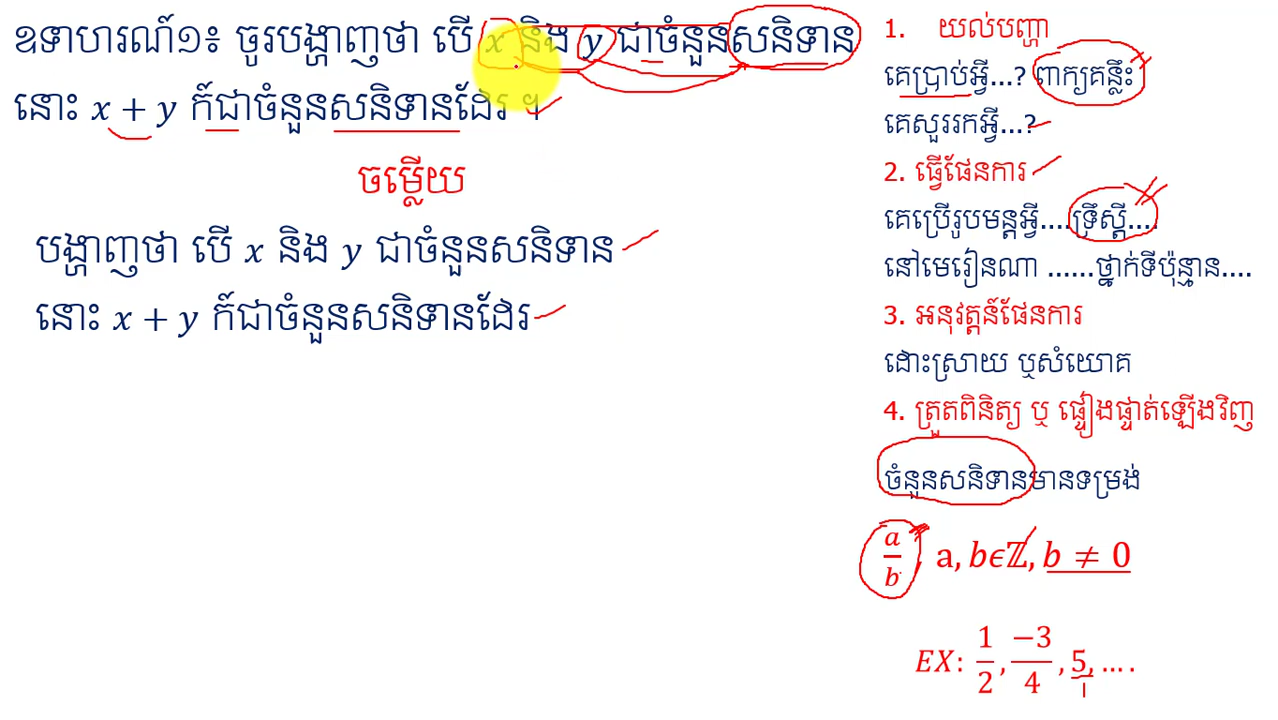 ឧទាហរណ៍១៖ ចូរបង្ហាញថា បើ x និង y ជាចំនួនសនិទាន
នោះ x + y ក៏ជាចំនួនសនិទានដែរ ។
ចម្លើយ
បង្ហាញថា បើ x និង y ជាចំនួនសនិទាន
នោះ x + y ក៏ជាចំនួនសនិទានដែរ
1. យល់បញ្ហា
គេប្រាប់អ្វី...? ពាក្យគន្លឹះ
គេសួររកអ្វី...?
2. ធ្វើផែនការ
គេប្រើរូបមន្តអ្វី....ទ្រឹស្តី....
នៅមេរៀនណា ......ថ្នាក់ទីប៉ុន្មាន....
3. អនុវត្តន៍ផែនការ
ដោះស្រាយ ឬសំយោគ
4. ត្រួតពិនិត្យ ឬ ផ្ទៀងផ្ទាត់ឡើងវិញ
ចំនួនសនិទានមានទម្រង់
a/b, a, bϵℤ, b ≠ 0
EX: 1/2, −3/4, 5, ....